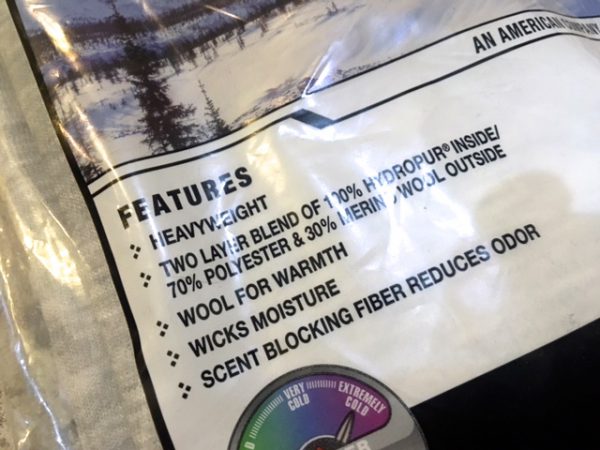 AN AMERICAN COMPANY
FEATURES
HEAVYWEIGHT
TWO LAYER BLEND OF 100% HYDROPUR® INSIDE/
70% POLYESTER & 30% MERINO WOOL OUTSIDE
WOOL FOR WARMTH
WICKS MOISTURE
SCENT BLOCKING FIBER REDUCES ODOR
VERY
COLD
EXTREMELY
COLD